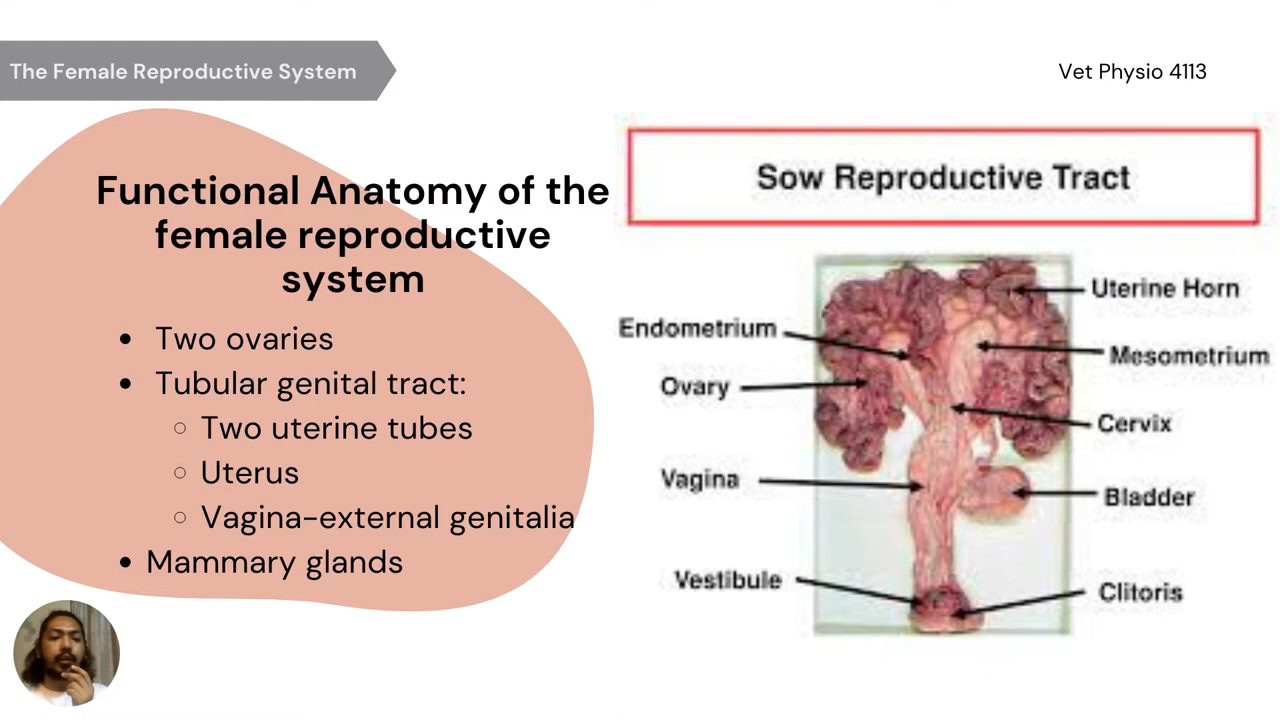 The Female Reproductive System
Vet Physio 4113
Functional Anatomy of the
female reproductive
system
Two ovaries
Tubular genital tract:
Two uterine tubes
Uterus
Vagina-external genitalia
Mammary glands
Sow Reproductive Tract
Uterine Horn
Endometrium
Mesometrium
Ovary
Cervix
Vagina
Bladder
Vestibule
Clitoris